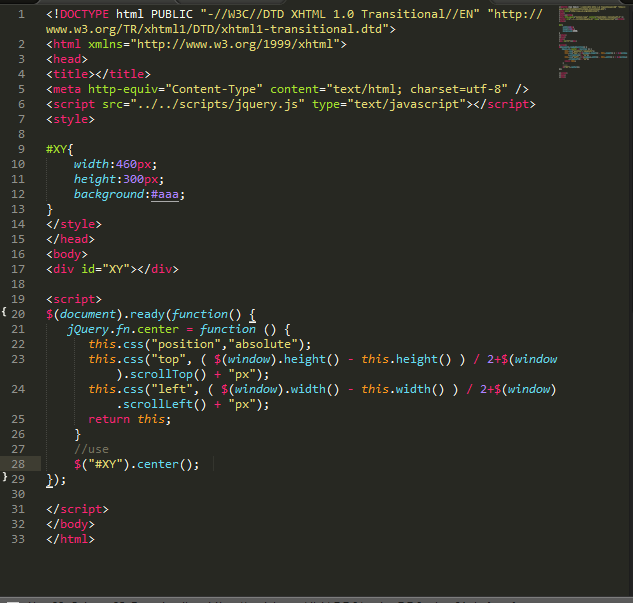 1 <!DOCTYPE html PUBLIC "-//W3C//DTD XHTML 1.0 Transitional//EN" "http://
www.w3.org/TR/xhtml1/DTD/xhtml1-transitional.dtd">
2 <html xmlns="http://www.w3.org/1999/xhtml">
3 <head>
4 <title></title>
5 <meta http-equiv="Content-Type" content="text/html; charset=utf-8" />
6 <script src="../../scripts/jquery.js" type="text/javascript"></script>
7 <style>
8
9 #XY{
10 width:460px;
11 height:300px;
12 background:#aaa;
13 }
14 </style>
15 </head>
16 <body>
17 <div id="XY"></div>
18
19 <script>
{ 20 $(document).ready(function() {
21 jQuery.fn.center = function () {
22 this.css("position","absolute");
23 this.css("top", ( $(window).height() - this.height() ) / 2+$(window
).scrollTop() + "px");
24 this.css("left", ( $(window).width() - this.width() ) / 2+$(window)
.scrollLeft() + "px");
25 return this;
26 }
27 //use
28 $("#XY").center();
} 29 });
30
31 </script>
32 </body>
33 </html>